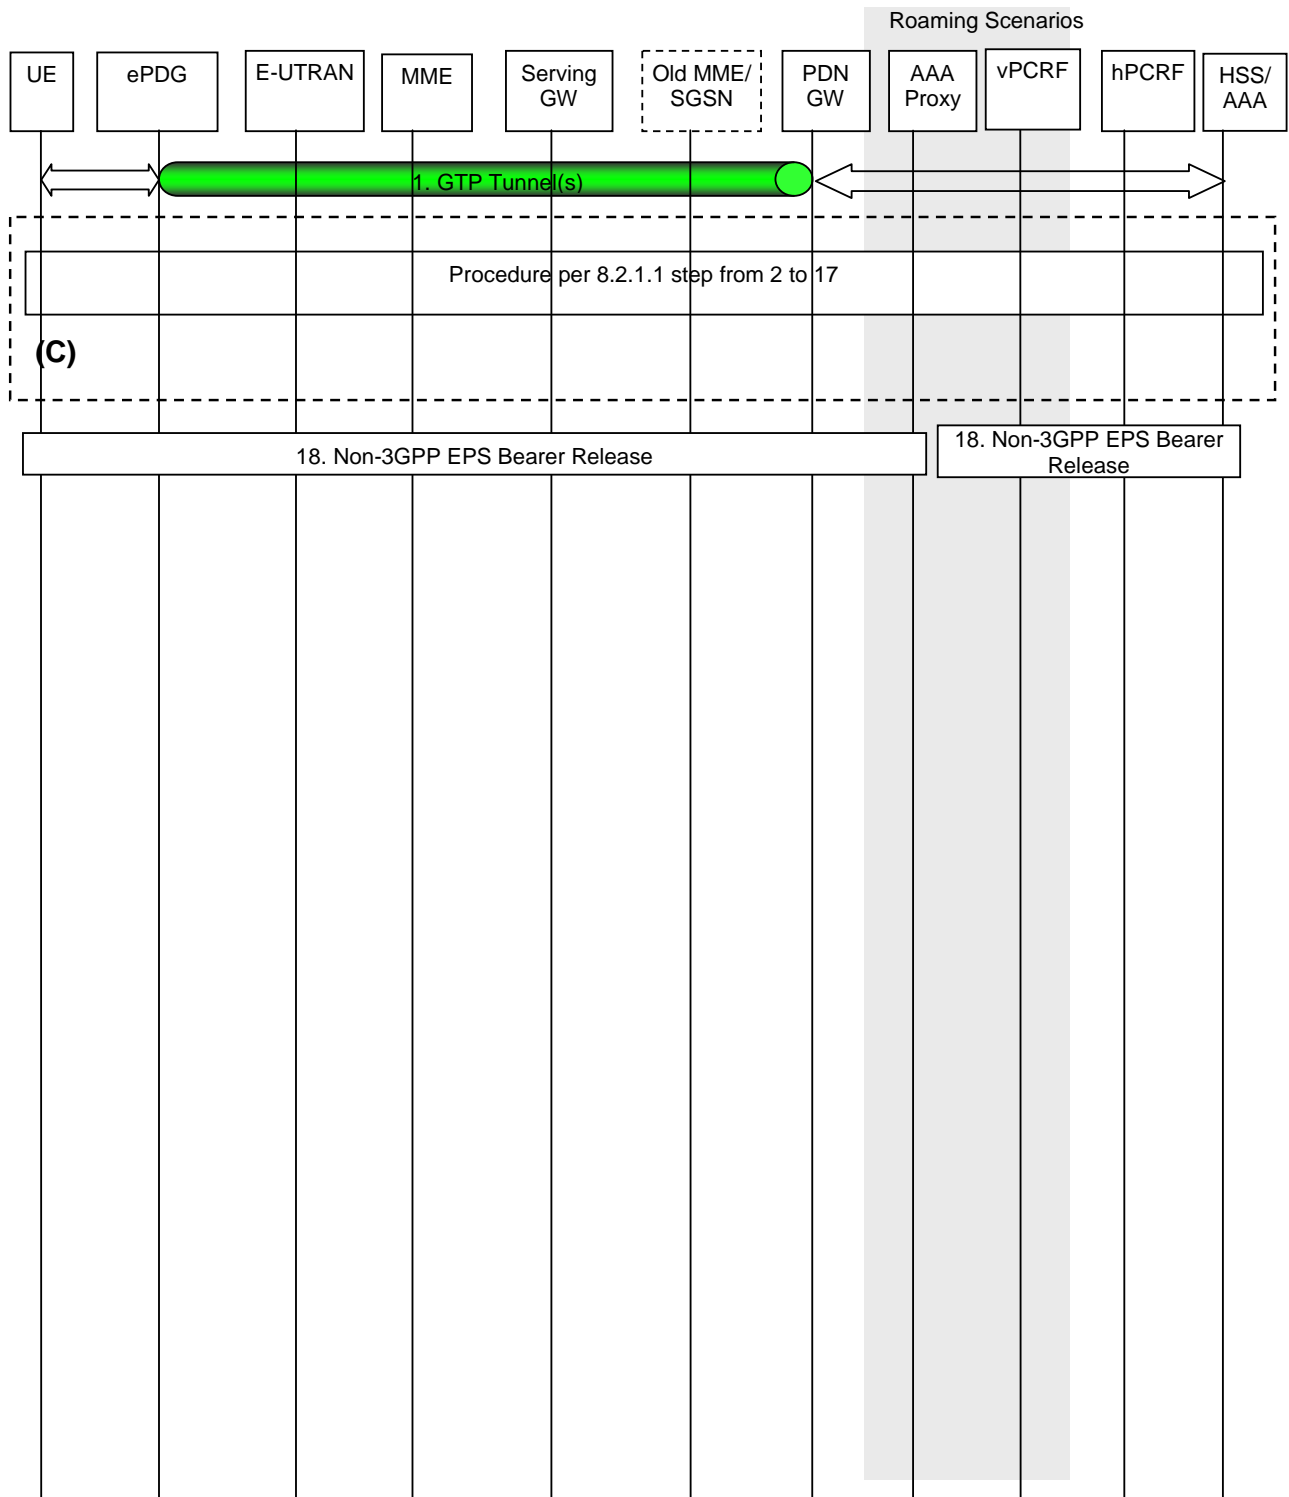 Roaming Scenarios
UE
ePDG
E-UTRAN
MME
Serving
GW
Old MME/
SGSN
PDN
GW
AAA
Proxy
vPCRF
hPCRF
HSS/
AAA
1. GTP Tunnel(s)
Procedure per 8.2.1.1 step from 2 to 17
(C)
18. Non-3GPP EPS Bearer Release
18. Non-3GPP EPS Bearer
Release